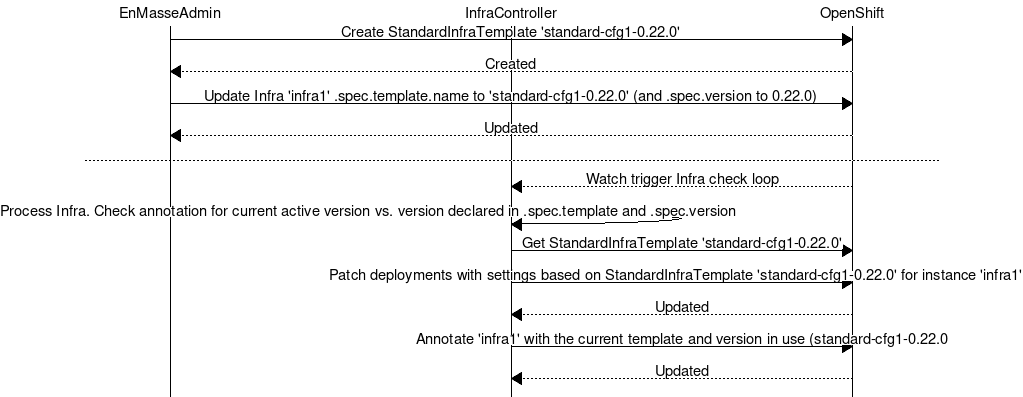 EnMasseAdmin InfraController OpenShift
Create StandardInfraTemplate 'standard-cfg1-0.22.0'
Created
Update Infra 'infra1' .spec.template.name to 'standard-cfg1-0.22.0' (and .spec.version to 0.22.0)
Updated
Watch trigger Infra check loop
Process Infra. Check annotation for current active version vs. version declared in .spec.template and .spec.version
Get StandardInfraTemplate 'standard-cfg1-0.22.0'
Patch deployments with settings based on StandardInfraTemplate 'standard-cfg1-0.22.0' for instance 'infra1'
Updated
Annotate 'infra1' with the current template and version in use (standard-cfg1-0.22.0
Updated